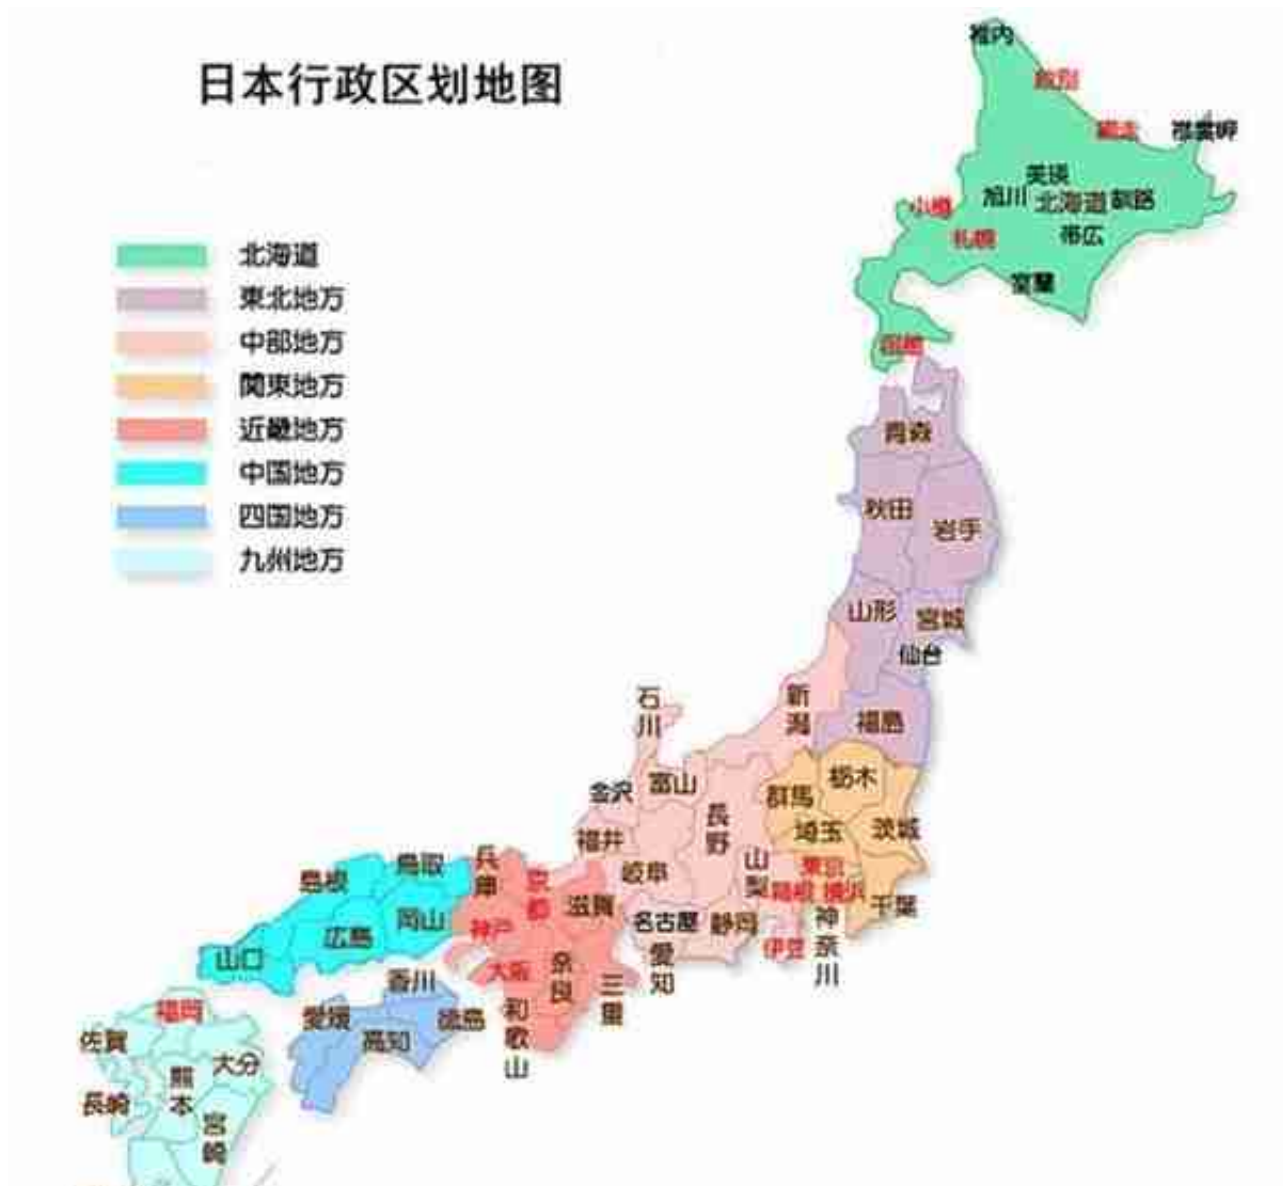 日本行政区划地图
北海道
東北地方
中部地方
関東地方
近畿地方
中国地方
四国地方
九州地方
稚内
紋別
網走
美瑛
旭川
北海道
釧路
小樽
札幌
帯広
室蘭
函館
青森
秋田
岩手
山形
宮城
仙台
石川
新潟
福島
金沢
富山
長野
群馬
栃木
福井
埼玉
茨城
岐阜
山梨
東京
箱根
横浜
千葉
神奈川
名古屋
静岡
伊豆
愛知
島根
鳥取
兵庫
京都
滋賀
山口
広島
岡山
神戸
大阪
奈良
三重
和歌山
香川
愛媛
高知
徳島
福岡
佐賀
大分
熊本
長崎
宮崎